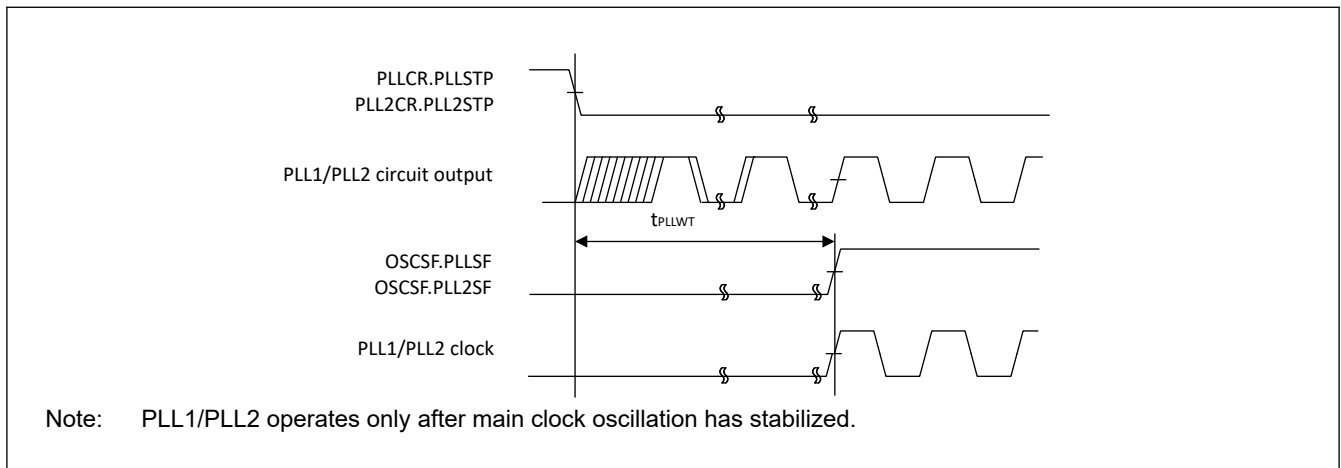 PLLCR.PLLSTP
PLL2CR.PLL2STP
PLL1/PLL2 circuit output
tPLLWT
OSCSF.PLLSF
OSCSF.PLL2SF
PLL1/PLL2 clock
Note: PLL1/PLL2 operates only after main clock oscillation has stabilized.